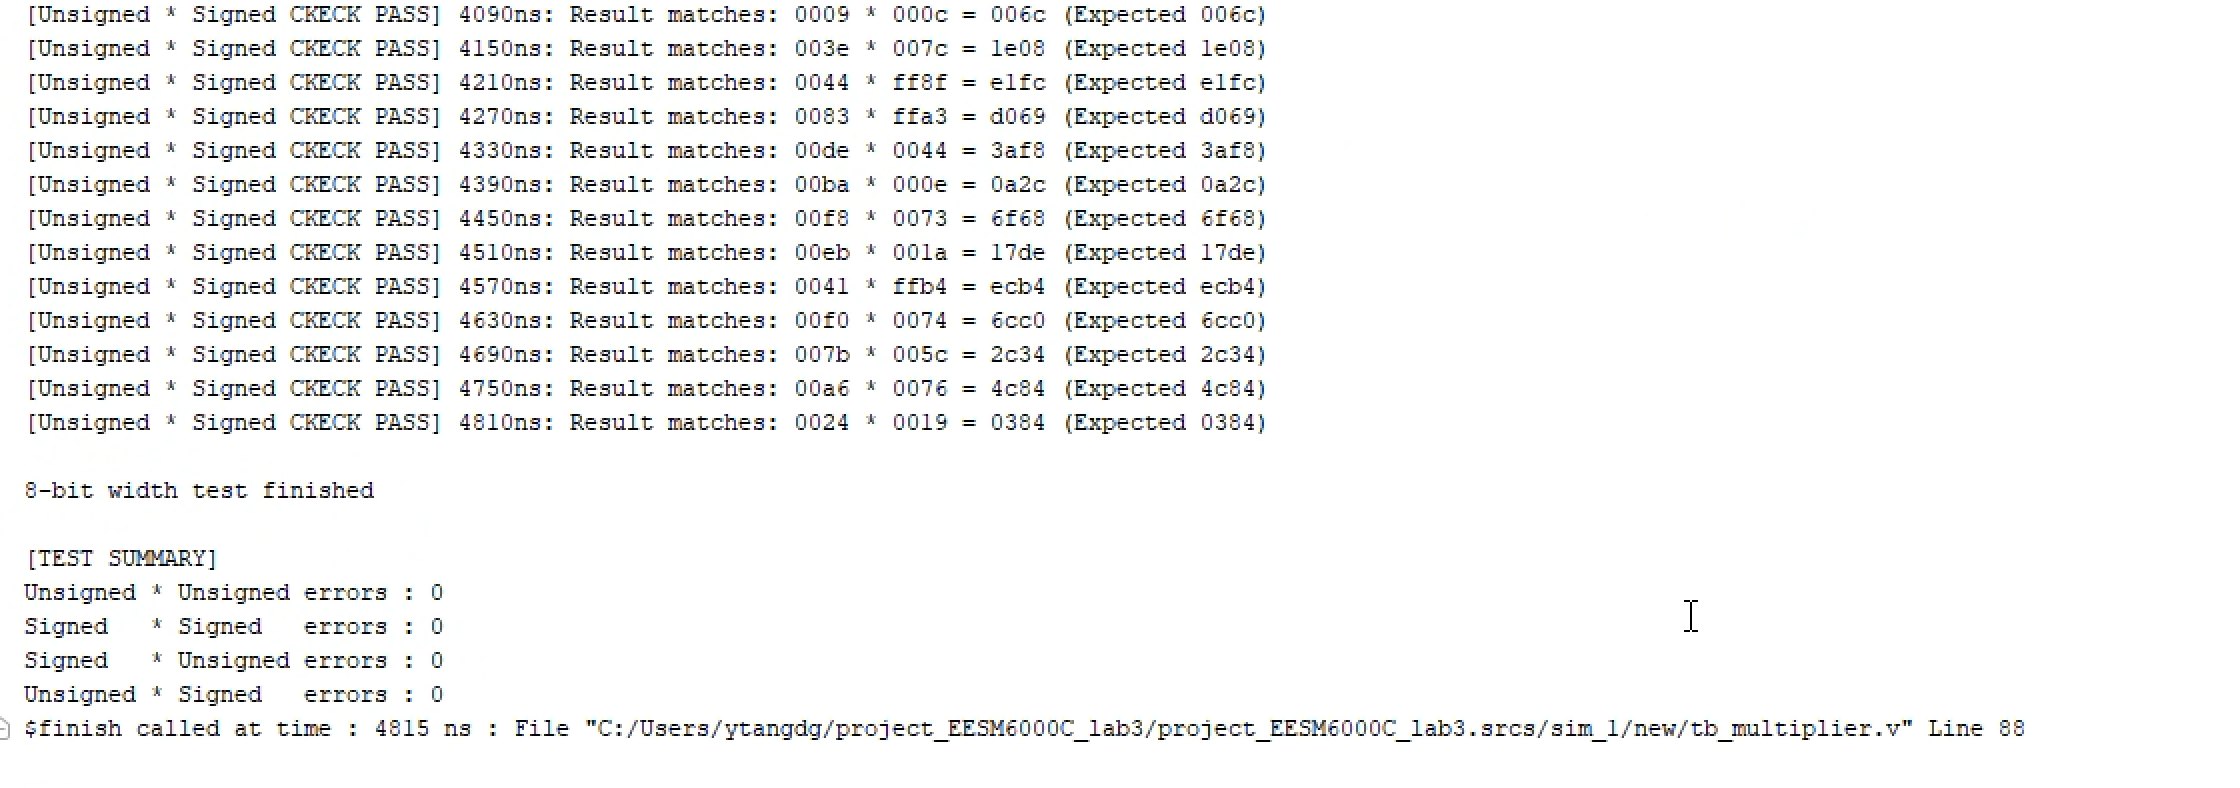 [Unsigned * Signed CKECK PASS] 4090ns: Result matches: 0009 * 000c = 006c (Expected 006c)
[Unsigned * Signed CKECK PASS] 4150ns: Result matches: 003e * 007c = 1e08 (Expected 1e08)
[Unsigned * Signed CKECK PASS] 4210ns: Result matches: 0044 * ff8f = e1fc (Expected e1fc)
[Unsigned * Signed CKECK PASS] 4270ns: Result matches: 0083 * ffa3 = d069 (Expected d069)
[Unsigned * Signed CKECK PASS] 4330ns: Result matches: 00de * 0044 = 3af8 (Expected 3af8)
[Unsigned * Signed CKECK PASS] 4390ns: Result matches: 00ba * 000e = 0a2c (Expected 0a2c)
[Unsigned * Signed CKECK PASS] 4450ns: Result matches: 00f8 * 0073 = 6f68 (Expected 6f68)
[Unsigned * Signed CKECK PASS] 4510ns: Result matches: 00eb * 001a = 17de (Expected 17de)
[Unsigned * Signed CKECK PASS] 4570ns: Result matches: 0041 * ffb4 = ecb4 (Expected ecb4)
[Unsigned * Signed CKECK PASS] 4630ns: Result matches: 00f0 * 0074 = 6cc0 (Expected 6cc0)
[Unsigned * Signed CKECK PASS] 4690ns: Result matches: 007b * 005c = 2c34 (Expected 2c34)
[Unsigned * Signed CKECK PASS] 4750ns: Result matches: 00a6 * 0076 = 4c84 (Expected 4c84)
[Unsigned * Signed CKECK PASS] 4810ns: Result matches: 0024 * 0019 = 0384 (Expected 0384)
8-bit width test finished
[TEST SUMMARY]
Unsigned * Unsigned errors : 0
Signed   * Signed   errors : 0
Signed   * Unsigned errors : 0
Unsigned * Signed   errors : 0
$finish called at time : 4815 ns : File "C:/Users/ytangdg/project_EESM6000C_lab3/project_EESM6000C_lab3.srcs/sim_1/new/tb_multiplier.v" Line 88